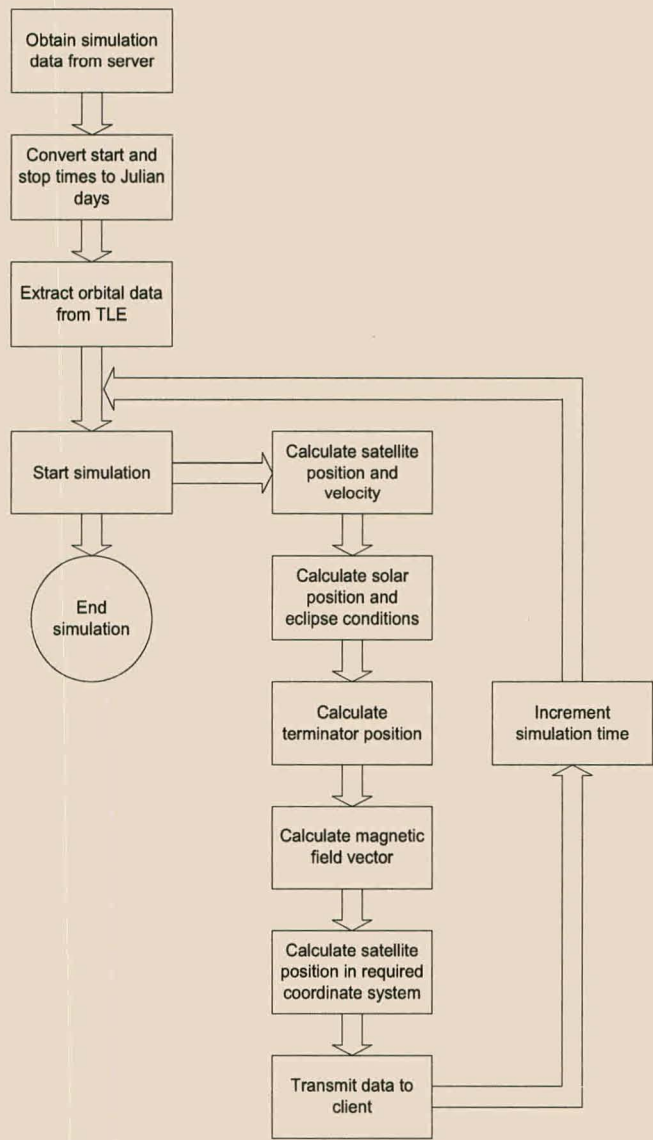 Obtain simulation
data from server
Convert start and
stop times to Julian
days
Extract orbital data
from TLE
Start simulation
End
simulation
Calculate satellite
position and
velocity
Calculate solar
position and
eclipse conditions
Calculate
terminator position
Calculate magnetic
field vector
Calculate satellite
position in required
coordinate system
Transmit data to
client
Increment
simulation time